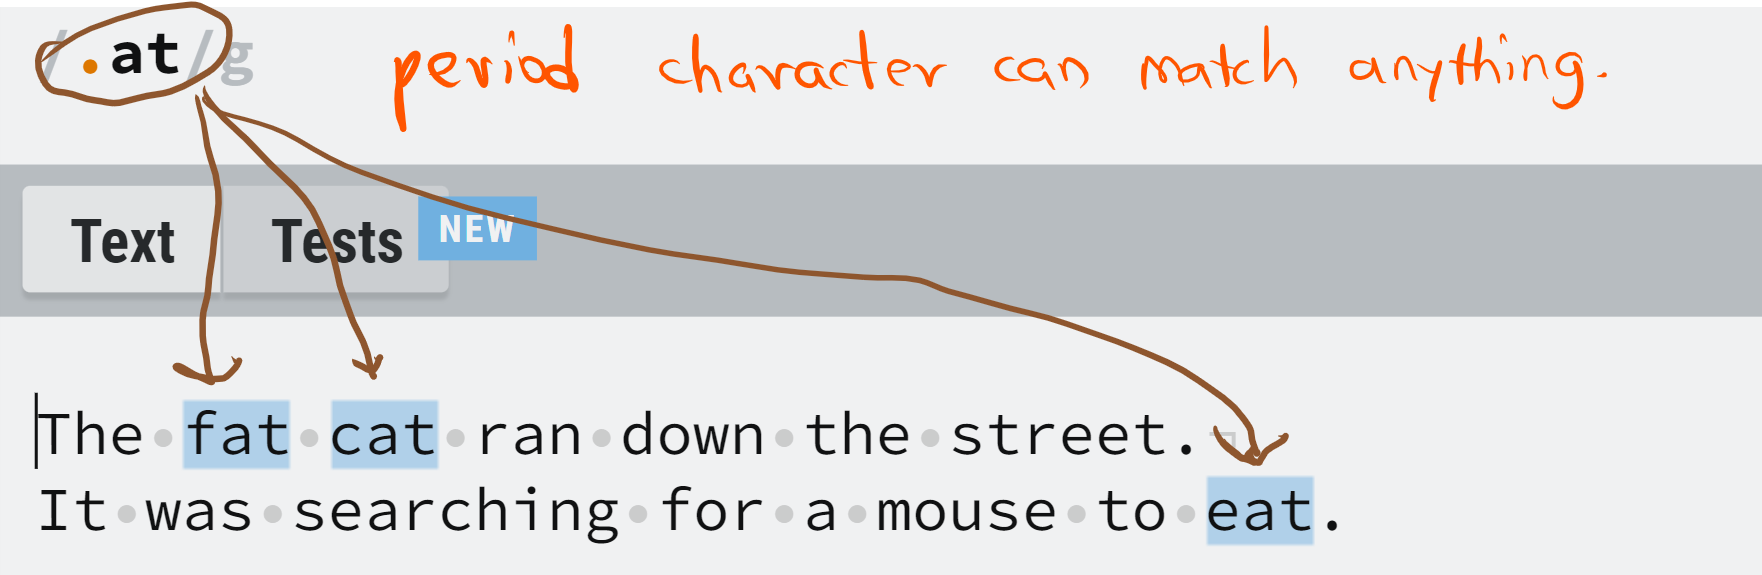 /.at/g period character can match anything.
Text Tests NEW
The fat cat ran down the street.
It was searching for a mouse to eat.